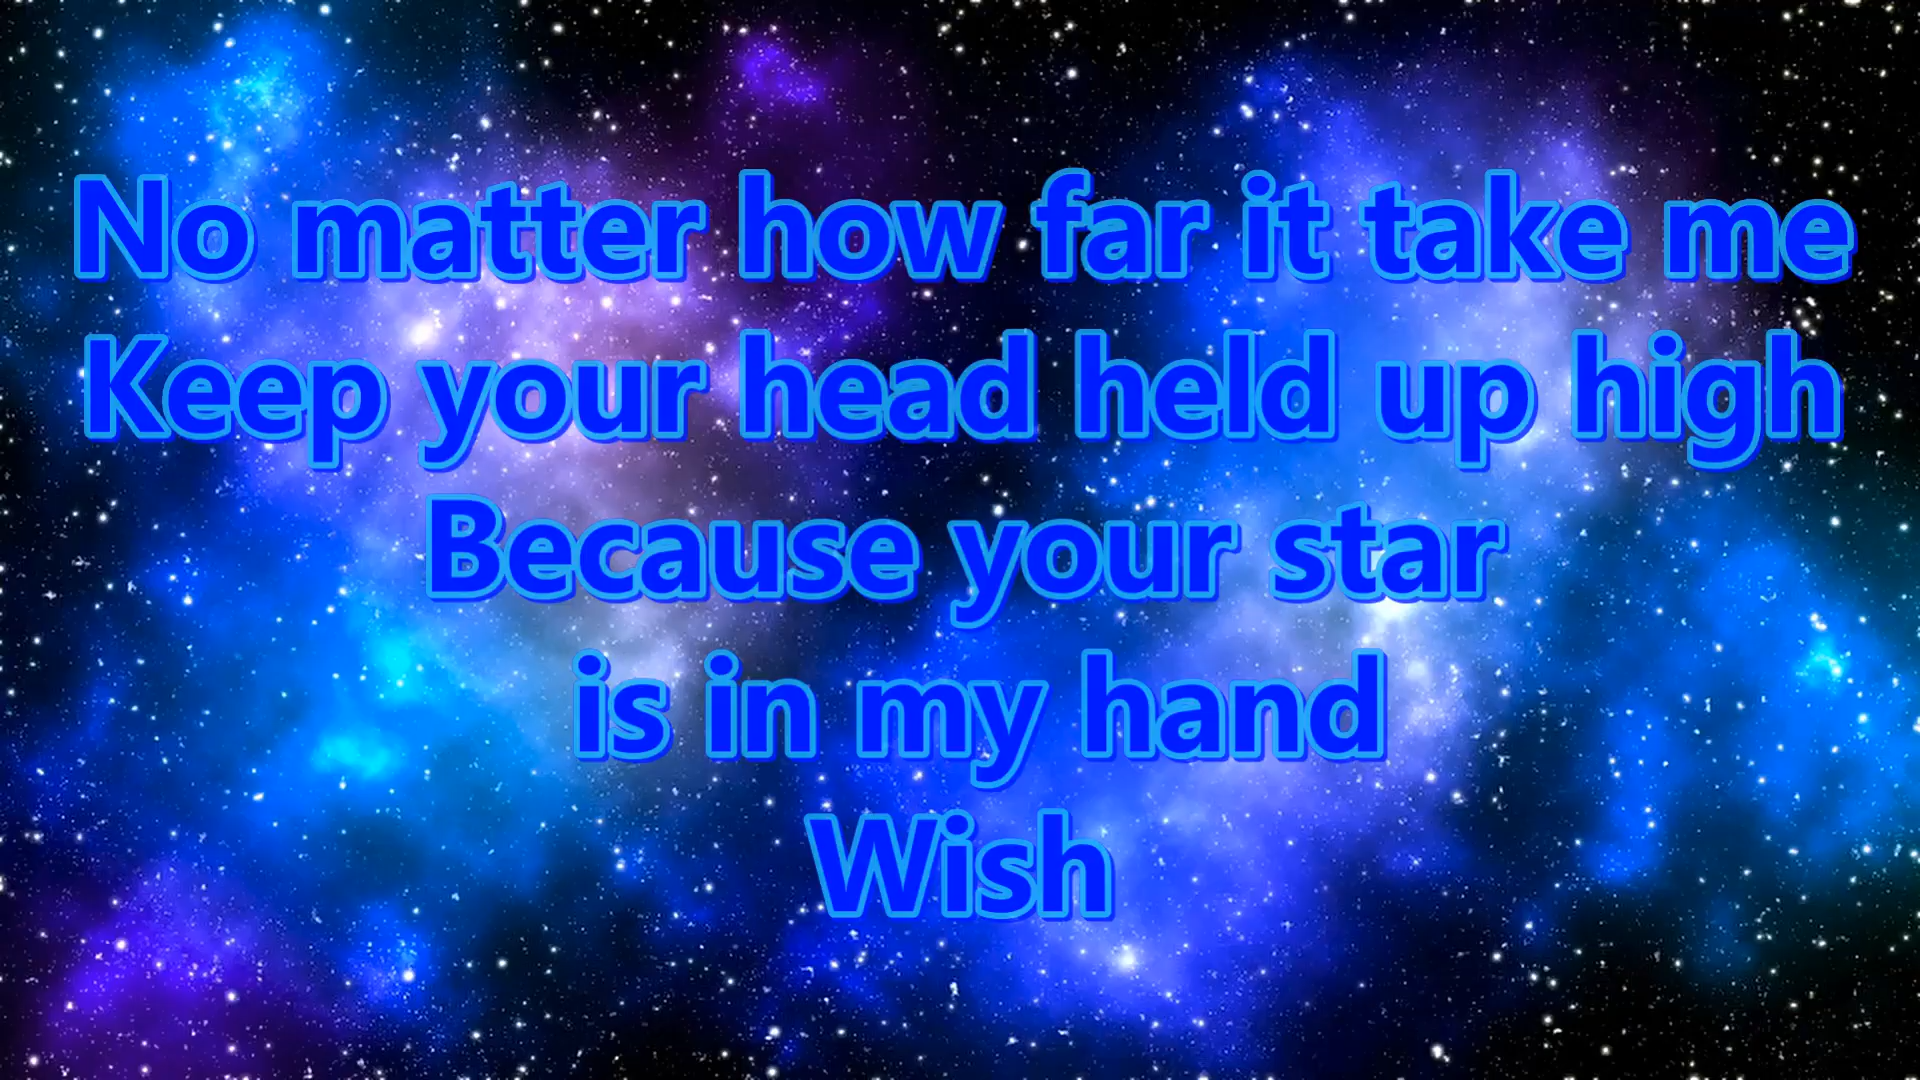 No matter how far it take me
Keep your head held up high
Because your star
is in my hand
Wish